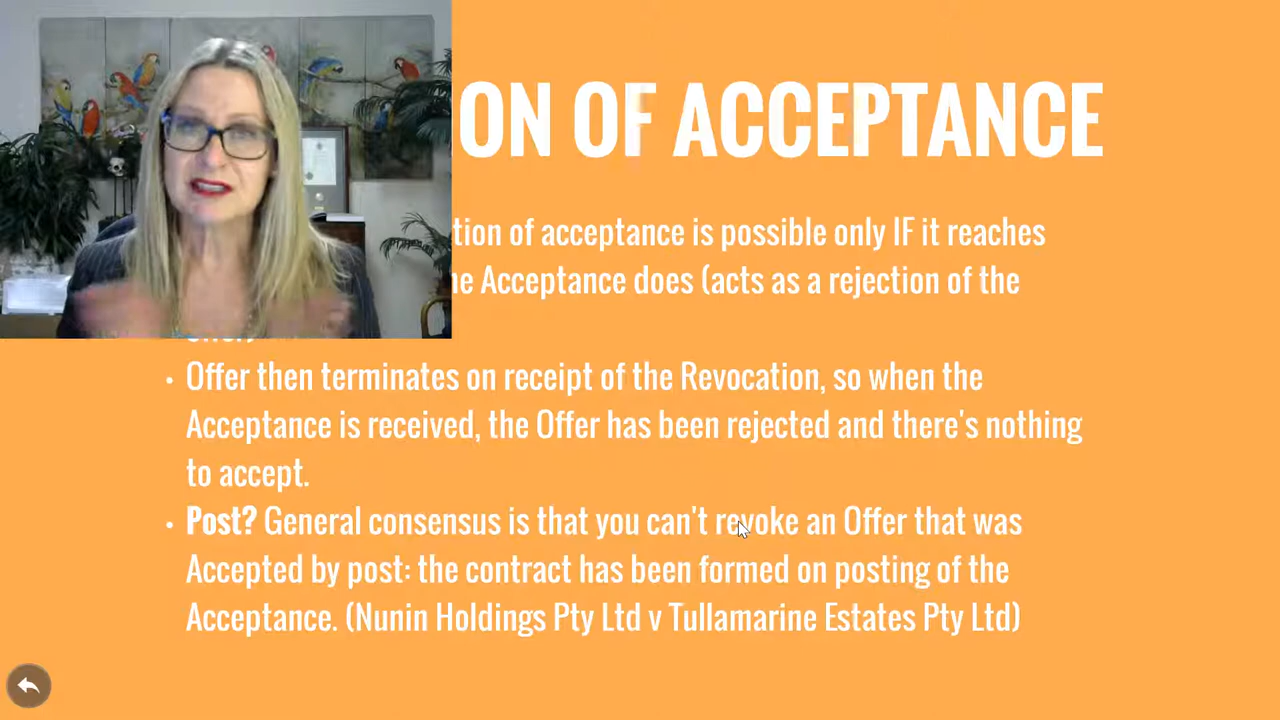 ION OF ACCEPTANCE
tion of acceptance is possible only IF it reaches
he Acceptance does (acts as a rejection of the
• Offer then terminates on receipt of the Revocation, so when the
Acceptance is received, the Offer has been rejected and there's nothing
to accept.
• Post? General consensus is that you can't revoke an Offer that was
Accepted by post: the contract has been formed on posting of the
Acceptance. (Nunin Holdings Pty Ltd v Tullamarine Estates Pty Ltd)